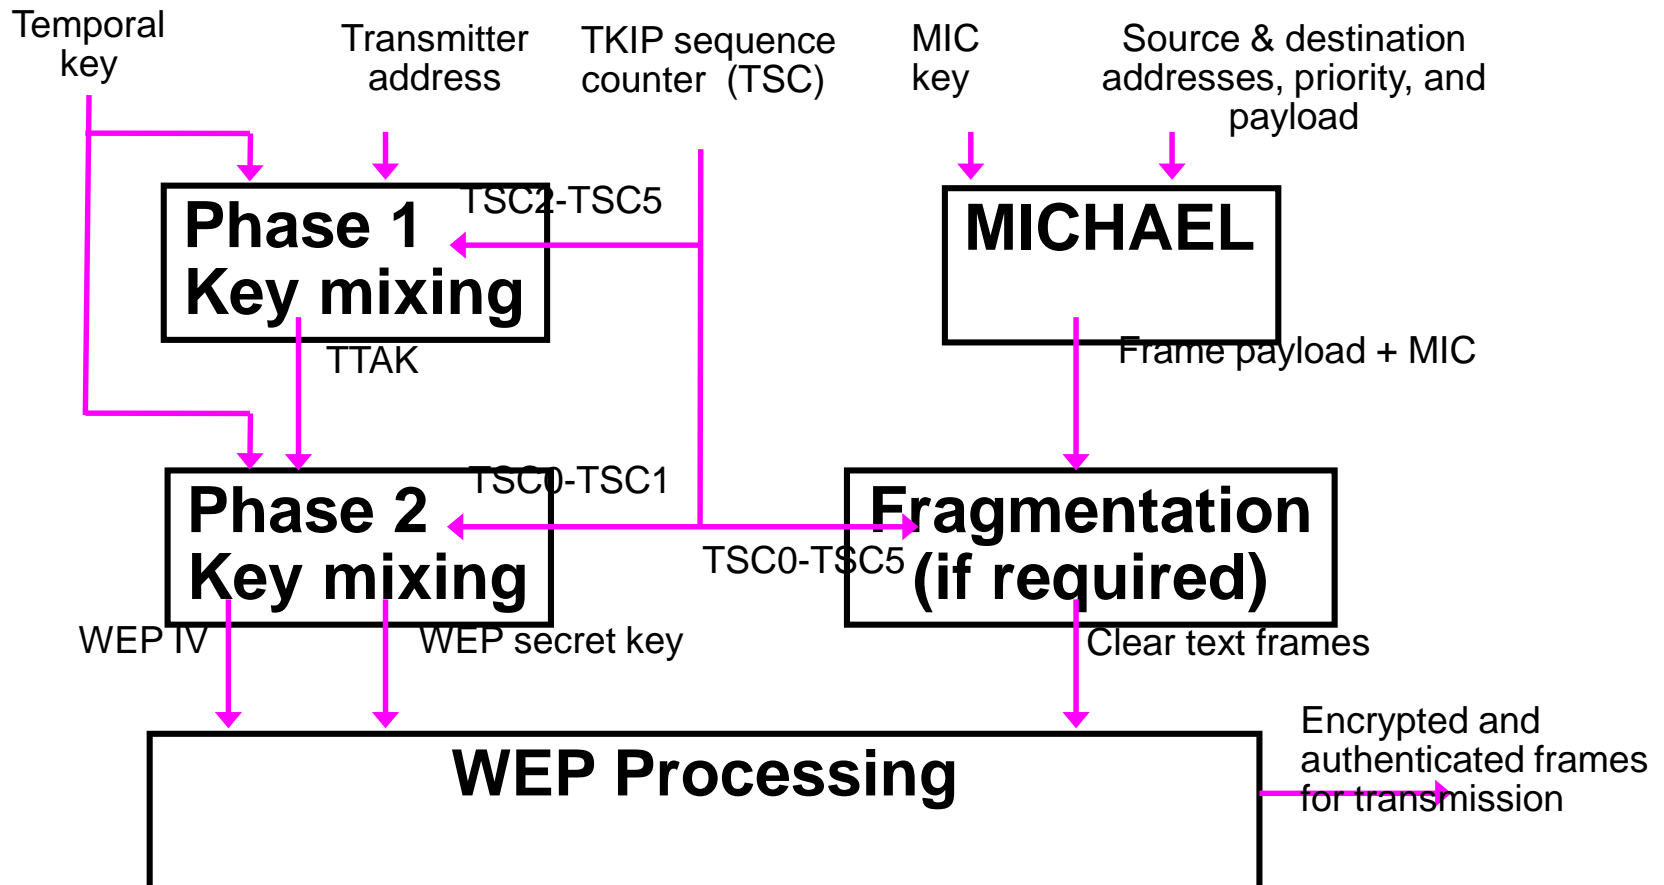 Temporal
key
Transmitter
address
TKIP sequence
counter (TSC)
MIC
key
Source & destination
addresses, priority, and
payload
TSC2-TSC5
Phase 1
Key mixing
MICHAEL
TTAK
Frame payload + MIC
TSC0-TSC1
Phase 2
Key mixing
TSC0-TSC5
Fragmentation
(if required)
WEP IV
WEP secret key
Clear text frames
WEP Processing
Encrypted and
authenticated frames
for transmission